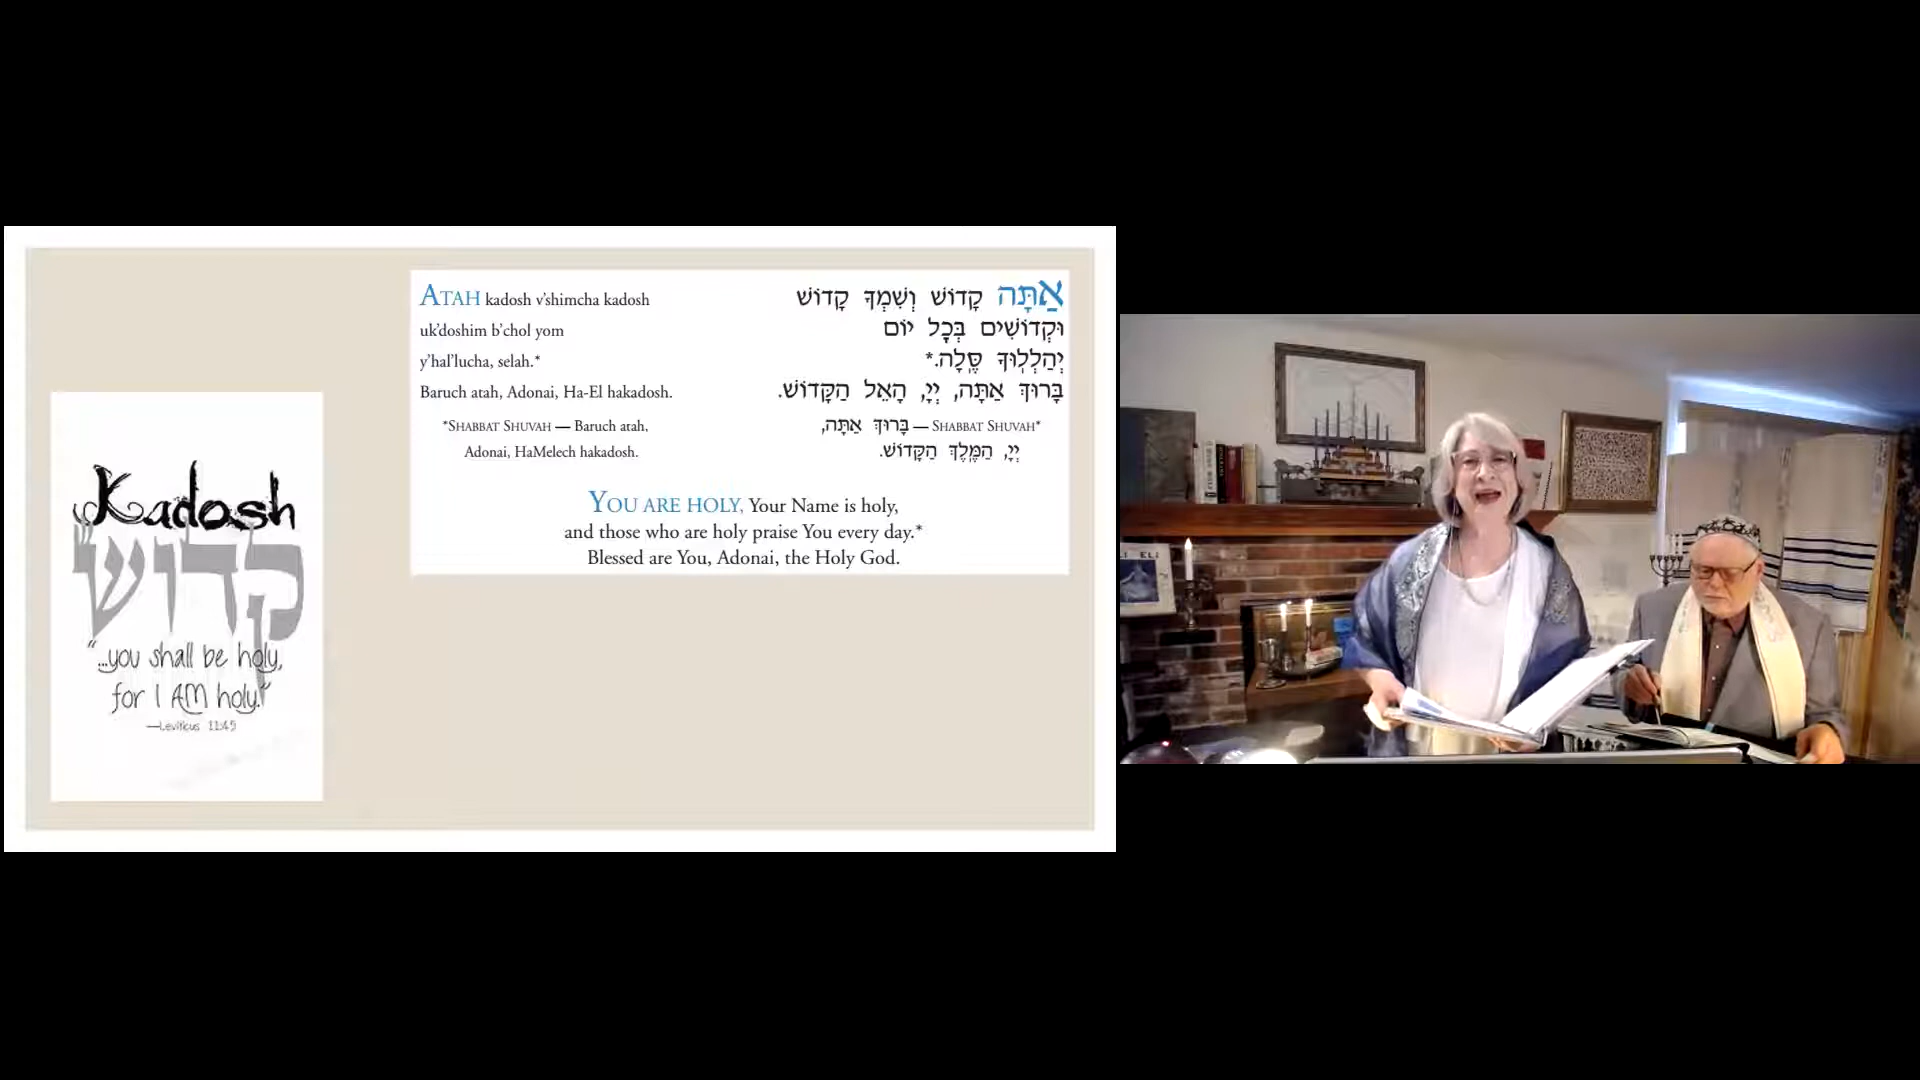 ATAH kadosh v'shimcha kadosh
uk'doshim b'chol yom
y'hal'lucha, selah.*
Baruch atah, Adonai, Ha-El hakadosh.
*SHABBAT SHUVAH — Baruch atah,
Adonai, HaMelech hakadosh.
אַתָּה קָדוֹשׁ וְשִׁמְךָ קָדוֹשׁ
וּקְדוֹשִׁים בְּכׇל יוֹם
יְהַלְלֽוּךָ סֶּֽלָה.*
בָּרוּךְ אַתָּה, יְיָ, הָאֵל הַקָּדוֹשׁ.
*SHABBAT SHUVAH — בָּרוּךְ אַתָּה,
יְיָ, הַמֶּֽלֶךְ הַקָּדוֹשׁ.
YOU ARE HOLY, Your Name is holy,
and those who are holy praise You every day.*
Blessed are You, Adonai, the Holy God.
Kadosh
קדוש
"...you shall be holy,
for I AM holy."
—Leviticus 11:45
ELI